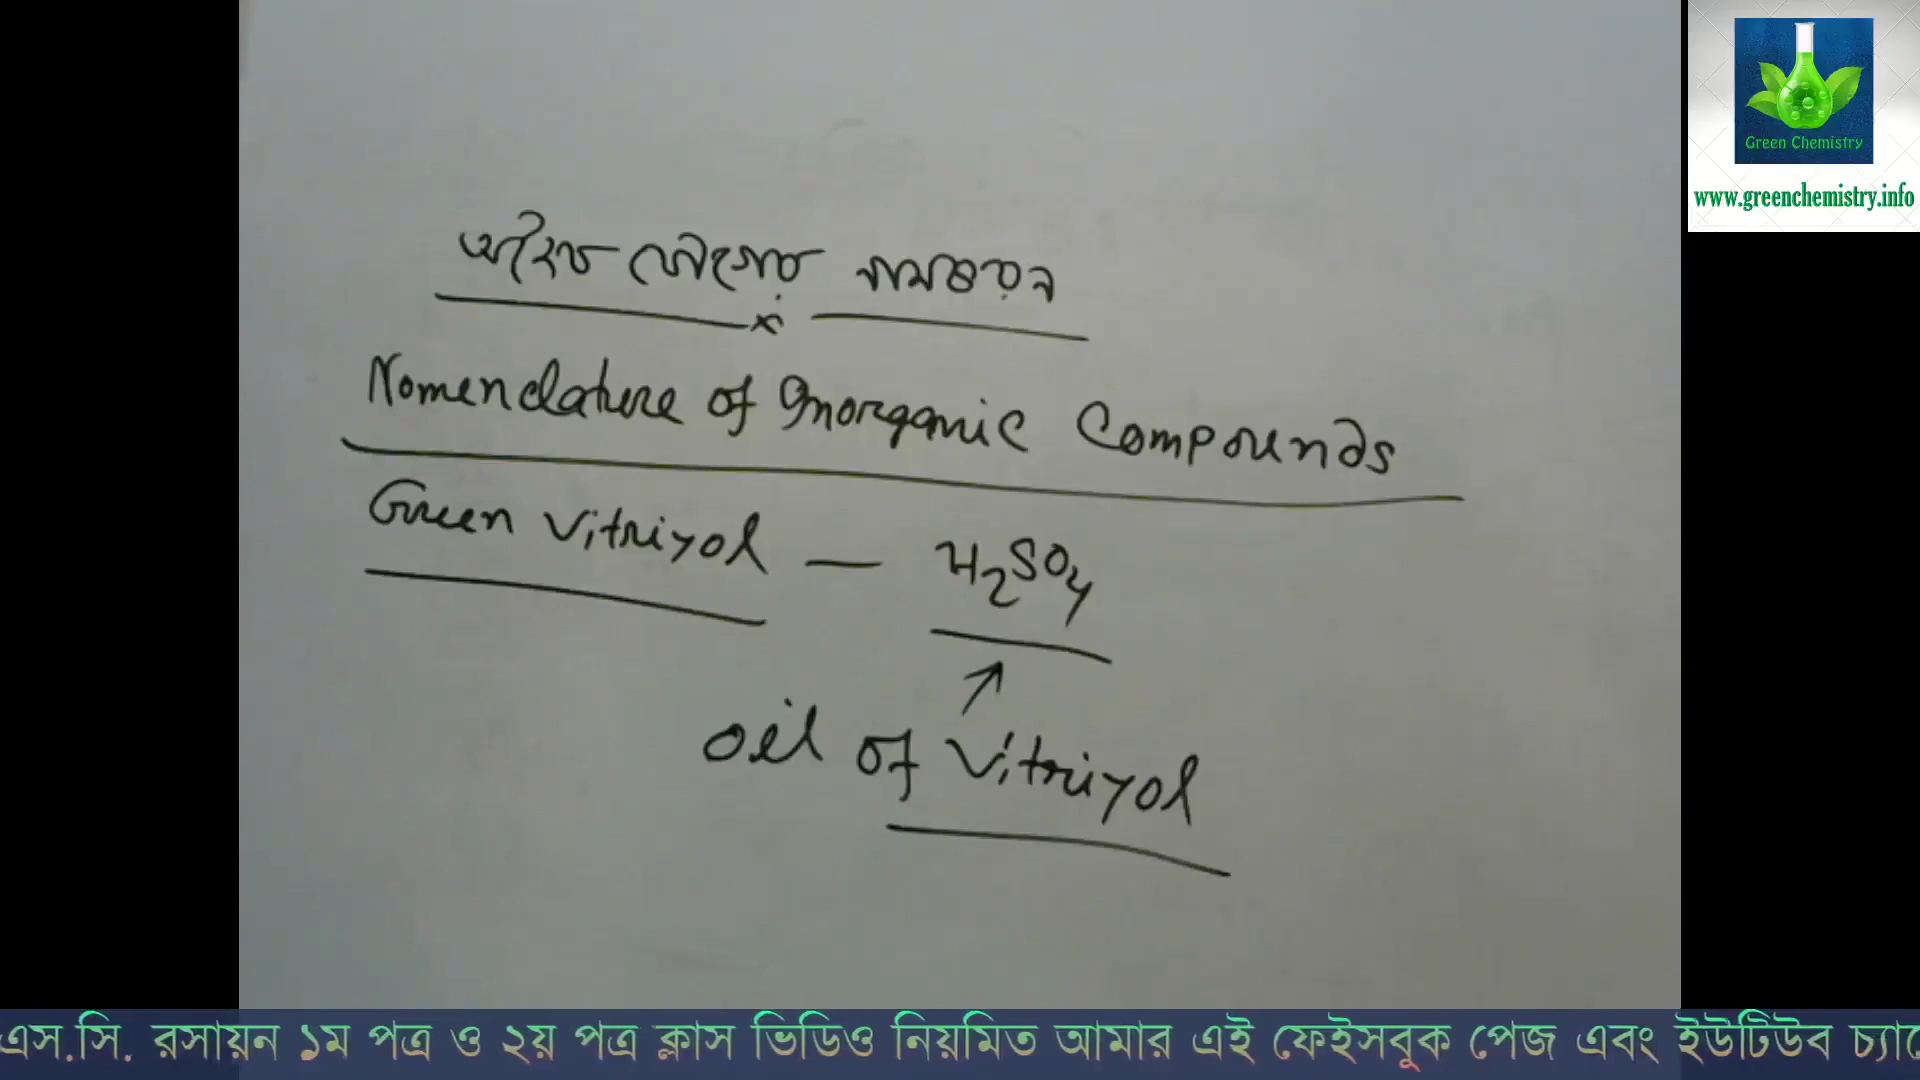 Green Chemistry
www.greenchemistry.info
অজৈব যৌগের নামকরন
Nomenclature of Inorganic Compounds
Green Vitriyol — H₂SO₄
↑
Oil of Vitriyol
এস.সি. রসায়ন ১ম পত্র ও ২য় পত্র ক্লাস ভিডিও নিয়মিত আমার এই ফেইসবুক পেজ এবং ইউটিউব